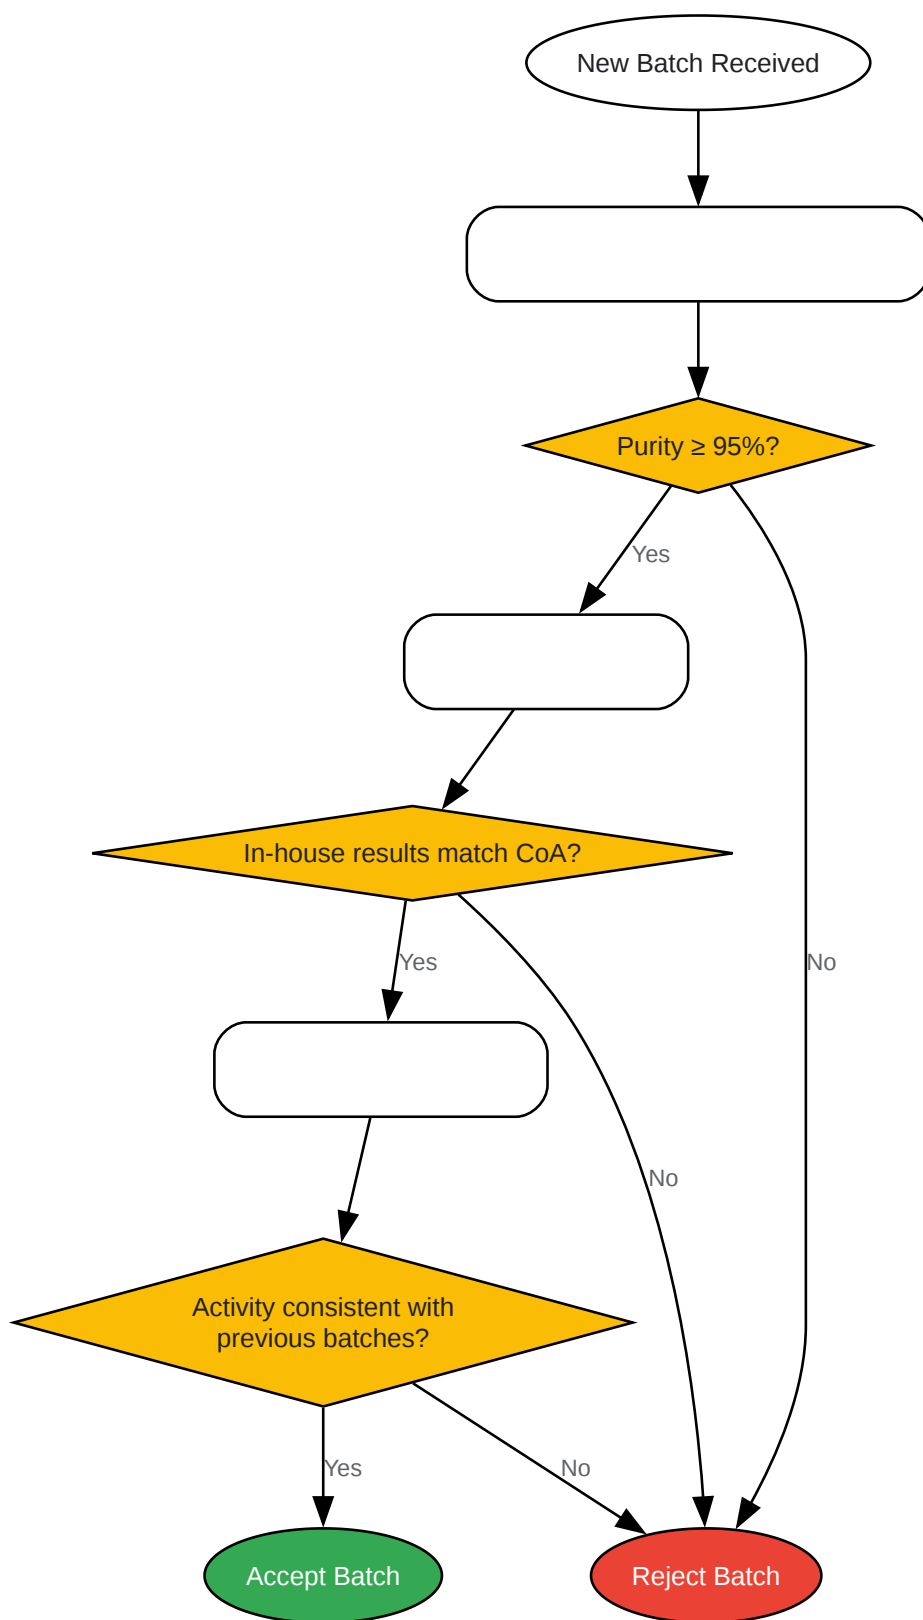 New Batch Received
Purity ≥ 95%?
Yes
In-house results match CoA?
Yes
No
No
Activity consistent with
previous batches?
Yes
No
Accept Batch
Reject Batch